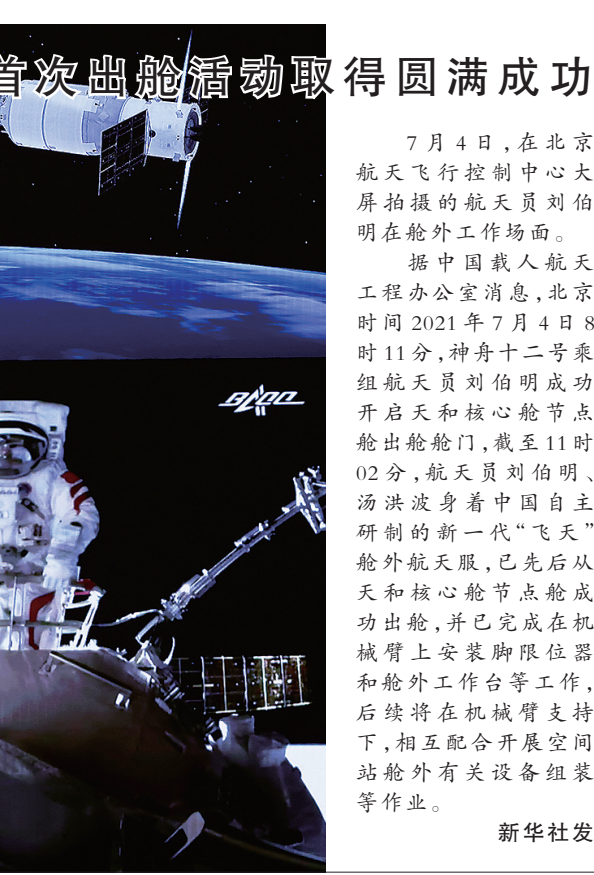 首次出舱活动取得圆满成功
7月4日,在北京
航天飞行控制中心大
屏拍摄的航天员刘伯
明在舱外工作场面。
据中国载人航天
工程办公室消息,北京
时间2021年7月4日8
时11分,神舟十二号乘
组航天员刘伯明成功
开启天和核心舱节点
舱出舱舱门,截至11时
02分,航天员刘伯明、
汤洪波身着中国自主
研制的新一代“飞天”
舱外航天服,已先后从
天和核心舱节点舱成
功出舱,并已完成在机
械臂上安装脚限位器
和舱外工作台等工作,
后续将在机械臂支持
下,相互配合开展空间
站舱外有关设备组装
等作业。
新华社发
BACC